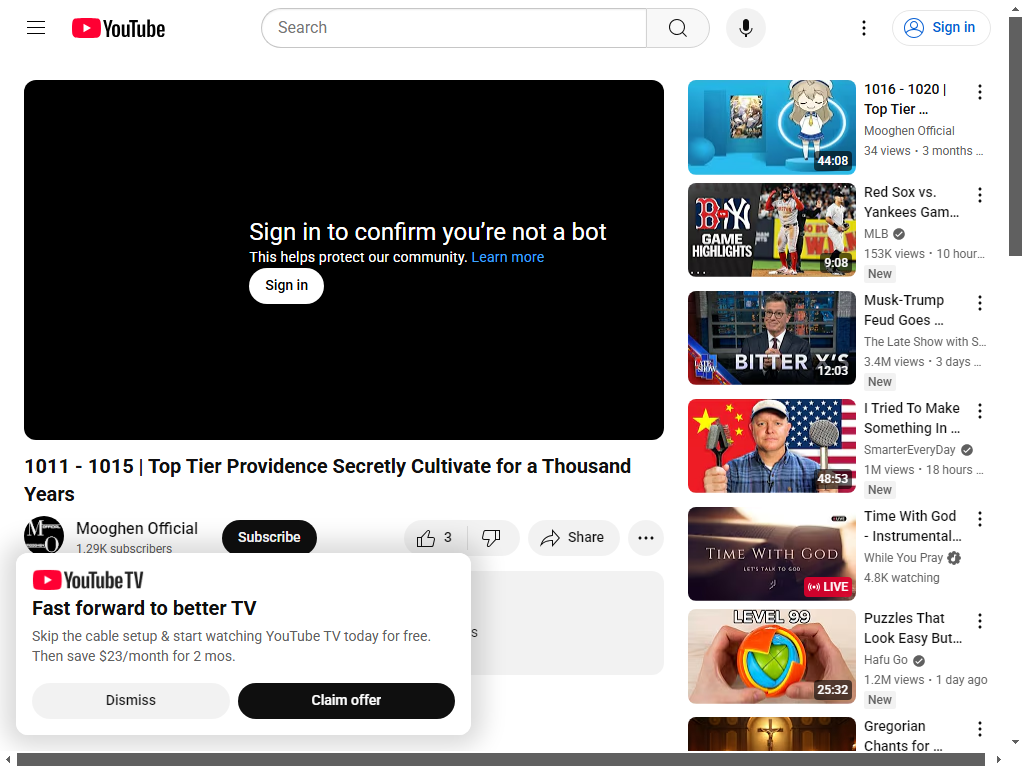 YouTube
Search
Sign in
Sign in to confirm you're not a bot
This helps protect our community. Learn more
Sign in
1011 - 1015 | Top Tier Providence Secretly Cultivate for a Thousand
Years
Mooghen Official
1.29K subscribers
Subscribe
3
Share
s
YouTube TV
Fast forward to better TV
Skip the cable setup & start watching YouTube TV today for free.
Then save $23/month for 2 mos.
Dismiss
Claim offer
44:08
1016 - 1020 |
Top Tier ...
Mooghen Official
34 views • 3 months ...
GAME
HIGHLIGHTS
9:08
Red Sox vs.
Yankees Gam...
MLB
153K views • 10 hour...
New
LATE SHOW
BITTER X'S
12:03
Musk-Trump
Feud Goes ...
The Late Show with S...
3.4M views • 3 days ...
New
48:53
I Tried To Make
Something In ...
SmarterEveryDay
1M views • 18 hours ...
New
TIME WITH GOD
LET'S TALK TO GOD
LIVE
Time With God
- Instrumental...
While You Pray
4.8K watching
LEVEL 99
25:32
Puzzles That
Look Easy But...
Hafu Go
1.2M views • 1 day ago
New
Gregorian
Chants for ...